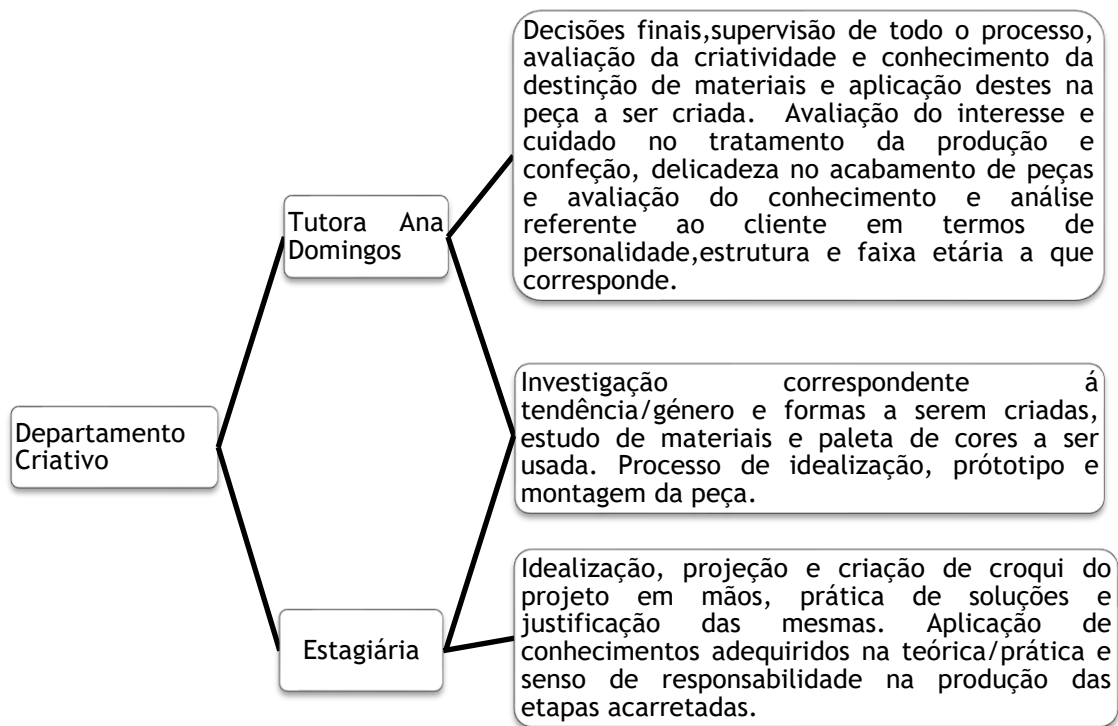 Decisões finais,supervisão de todo o processo,
avaliação da criatividade e conhecimento da
destinção de materiais e aplicação destes na
peça a ser criada. Avaliação do interesse e
cuidado no tratamento da produção e
confeção, delicadeza no acabamento de peças
e avaliação do conhecimento e análise
referente ao cliente em termos de
personalidade,estrutura e faixa etária a que
corresponde.
Tutora Ana
Domingos
Investigação correspondente á
tendência/género e formas a serem criadas,
estudo de materiais e paleta de cores a ser
usada. Processo de idealização, prótotipo e
montagem da peça.
Departamento
Criativo
Idealização, projeção e criação de croqui do
projeto em mãos, prática de soluções e
justificação das mesmas. Aplicação de
conhecimentos adequiridos na teórica/prática e
senso de responsabilidade na produção das
etapas acarretadas.
Estagiária